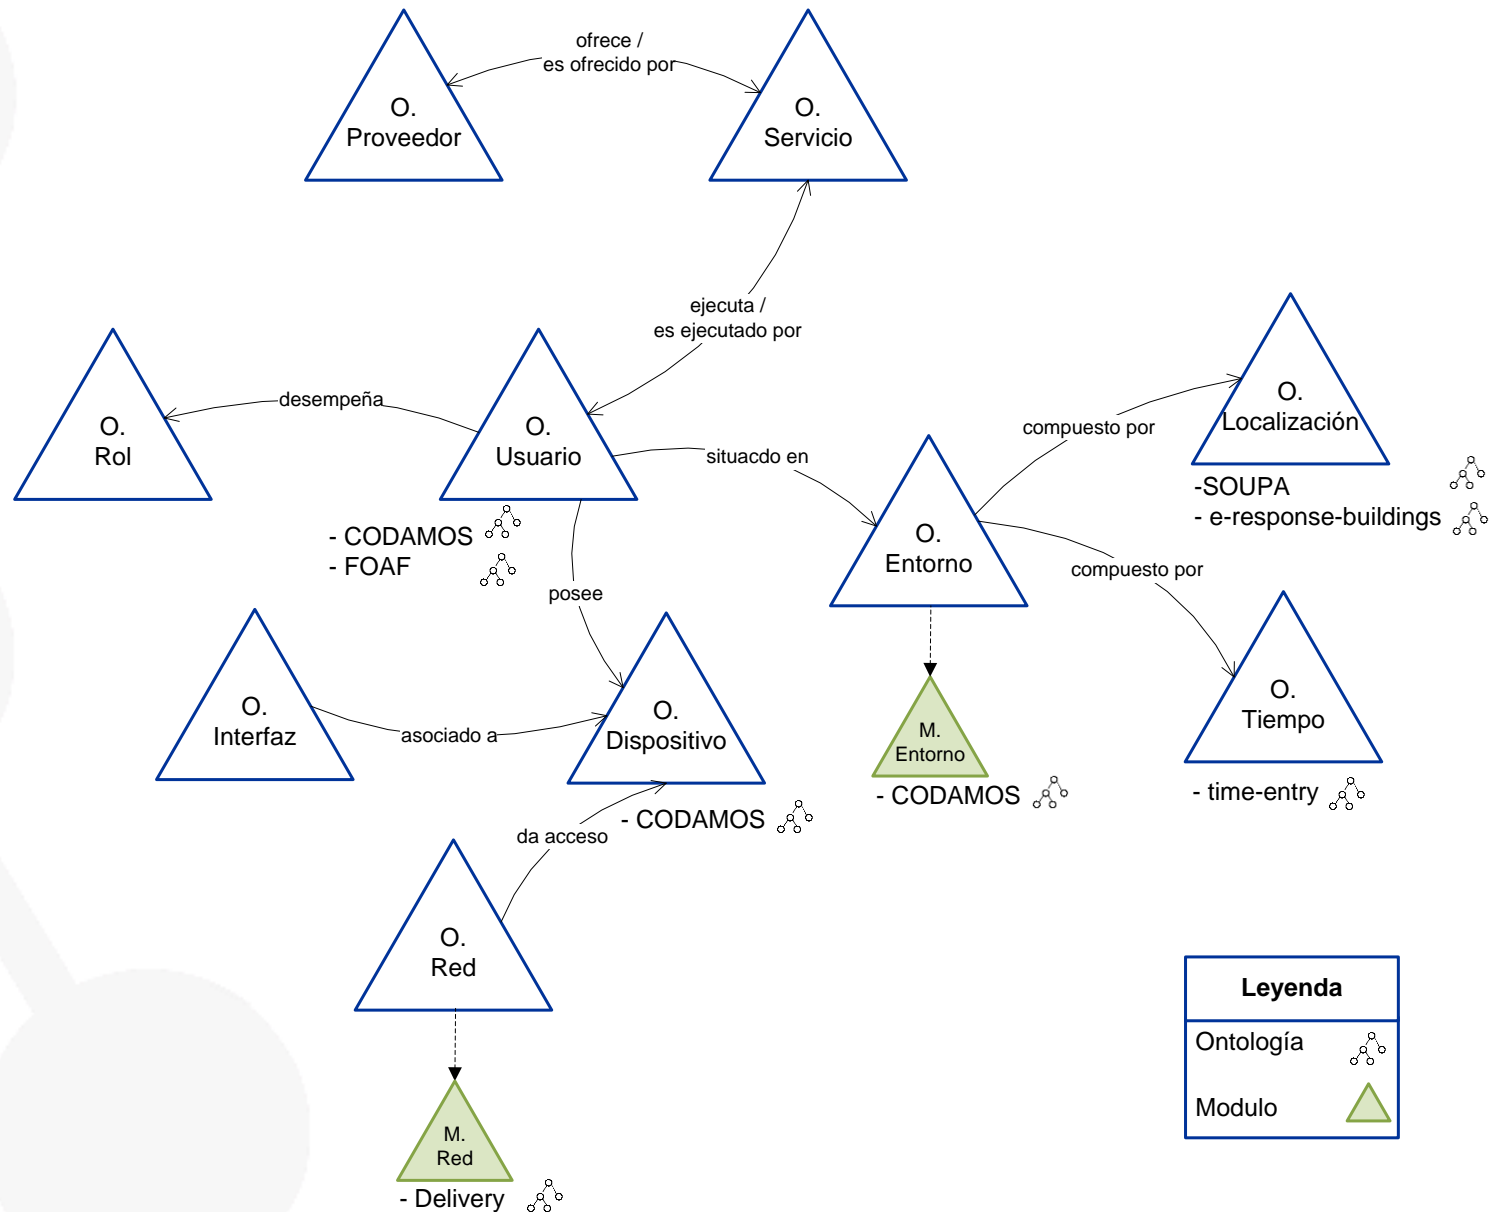 ofrece /
es ofrecido por
O.
Proveedor
O.
Servicio
ejecuta /
es ejecutado por
desempeña
O.
Rol
O.
Usuario
situacdo en
compuesto por
O.
Localización
-SOUPA
- e-response-buildings
- CODAMOS
- FOAF
O.
Entorno
compuesto por
posee
O.
Interfaz
asociado a
O.
Dispositivo
M.
Entorno
O.
Tiempo
- CODAMOS
- time-entry
- CODAMOS
da acceso
O.
Red
Leyenda
Ontología
Modulo
M.
Red
- Delivery